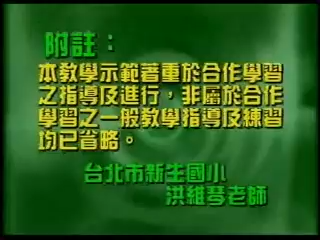 附註：
本教學示範著重於合作學習
之指導及進行，非屬於合作
學習之一般教學指導及練習
均已省略。
台北市新生國小
洪維琴老師